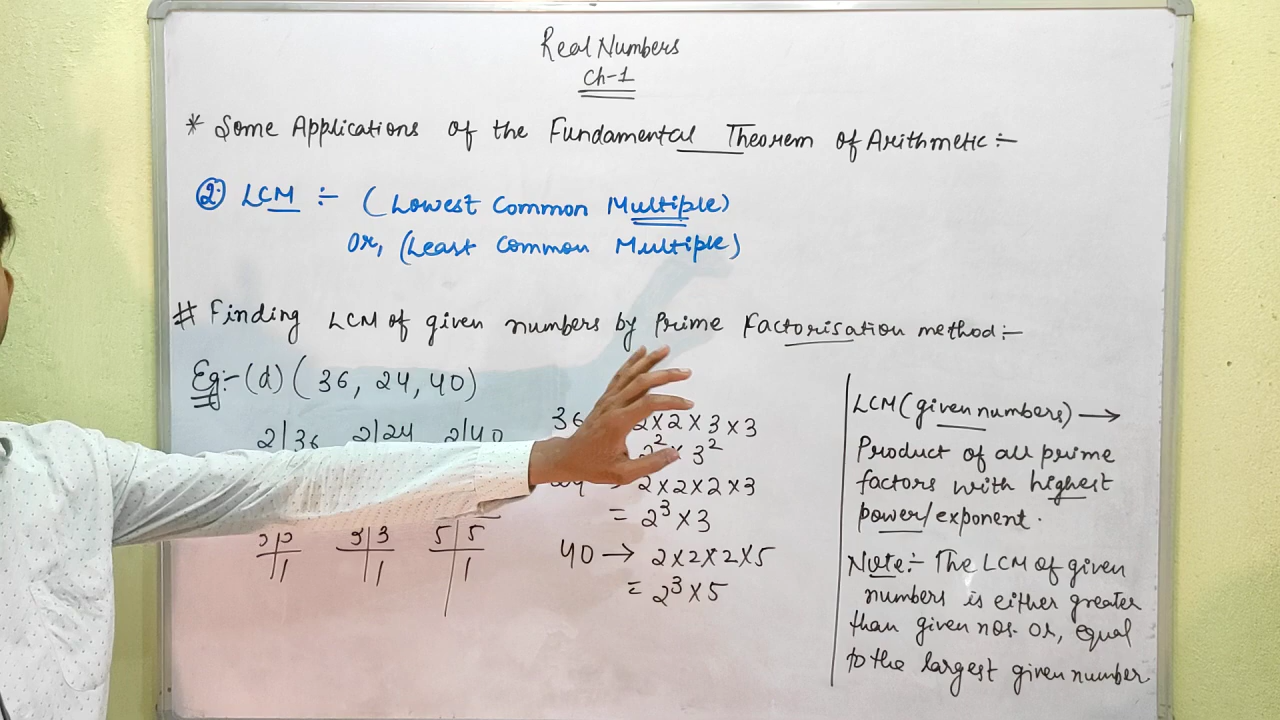 Real Numbers
Ch-1
* Some Applications of the Fundamental Theorem of Arithmetic :-
2. LCM :- (Lowest Common Multiple)
Or, (Least Common Multiple)
# Finding LCM of given numbers by Prime Factorisation method :-
Eg:- (d) (36, 24, 40)
2|36 2|24 2|40
3|3 5|5
1 1 1
36 2×2×3×3
2² × 3²
2×2×2×3
= 2³×3
40 → 2×2×2×5
= 2³×5
LCM (given numbers) →
Product of all prime
factors with highest
power/exponent.
Note:- The LCM of given
numbers is either greater
than given nos. Or, equal
to the largest given number